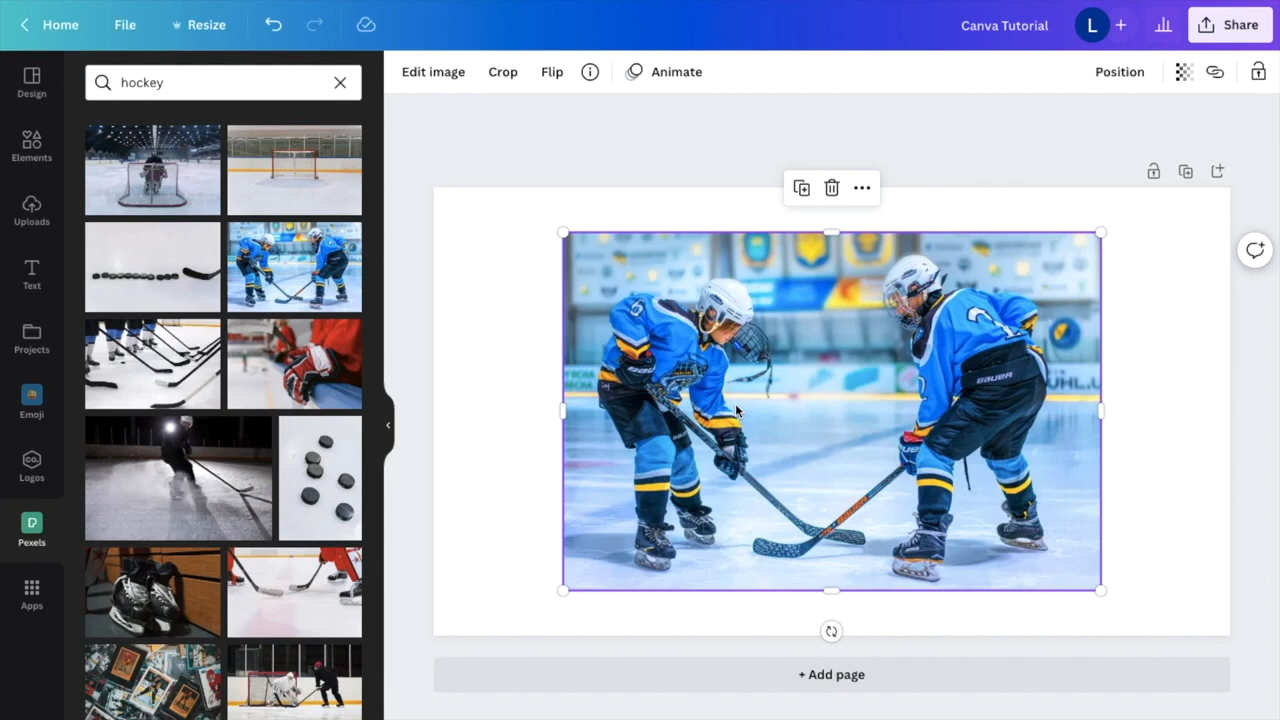 Home File Resize Canva Tutorial L + Share
Design
Elements
Uploads
Text
Projects
Emoji
CO.
Logos
Pexels
Apps
hockey
Edit image Crop Flip Animate Position
BAUER
+ Add page